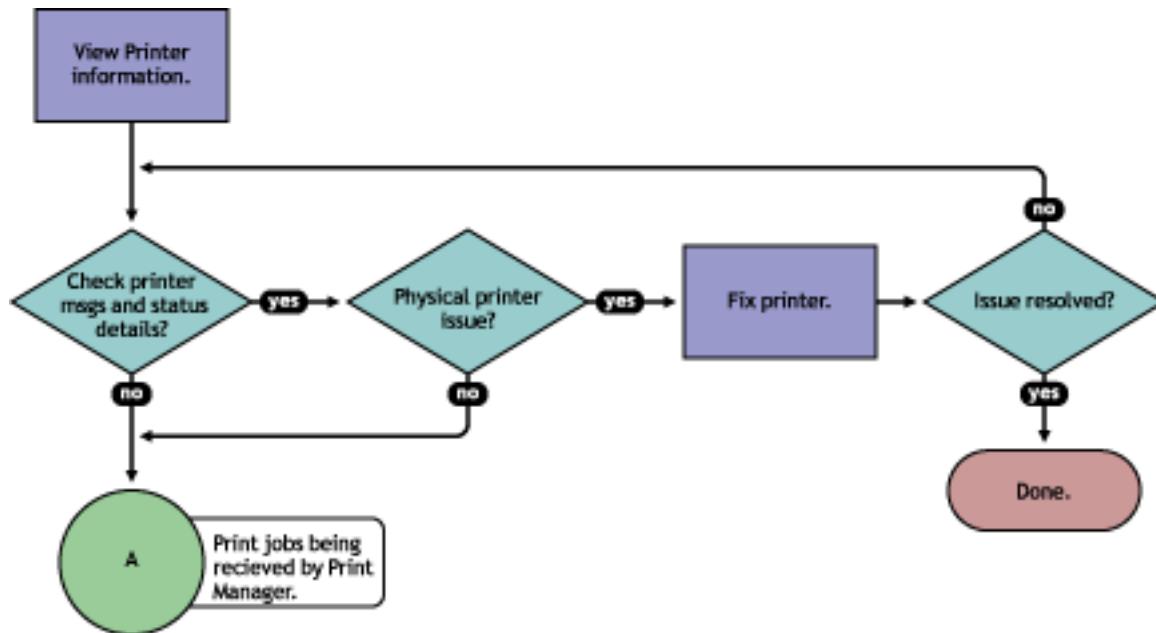 View Printer
information.
no
Check printer
msgs and status
details?
yes
Physical printer
issue?
yes
Fix printer.
Issue resolved?
no
no
yes
Done.
A
Print jobs being
recieved by Print
Manager.